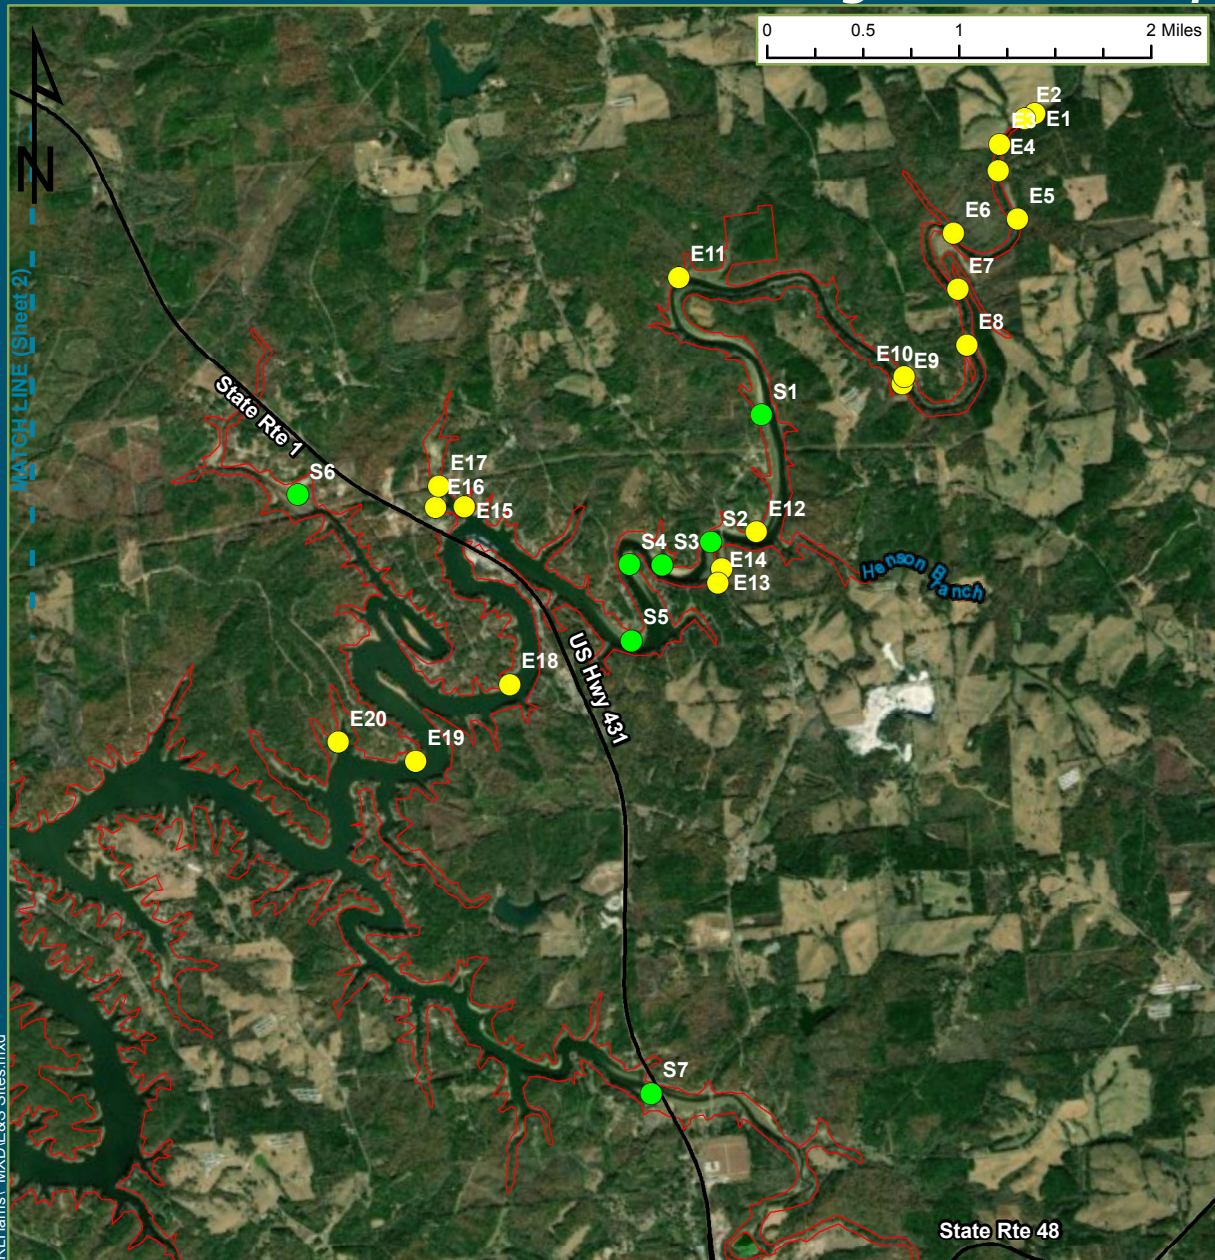 0 0.5 1 2 Miles
N
MATCH LINE (Sheet 2)
E2
E1
E3
E4
E5
E6
E7
E8
E9
E10
E11
S1
State Rte 1
S6
E17
E16
E15
E12
S2
S3
S4
E14
E13
Henson Branch
S5
US Hwy 431
E18
E20
E19
S7
State Rte 48